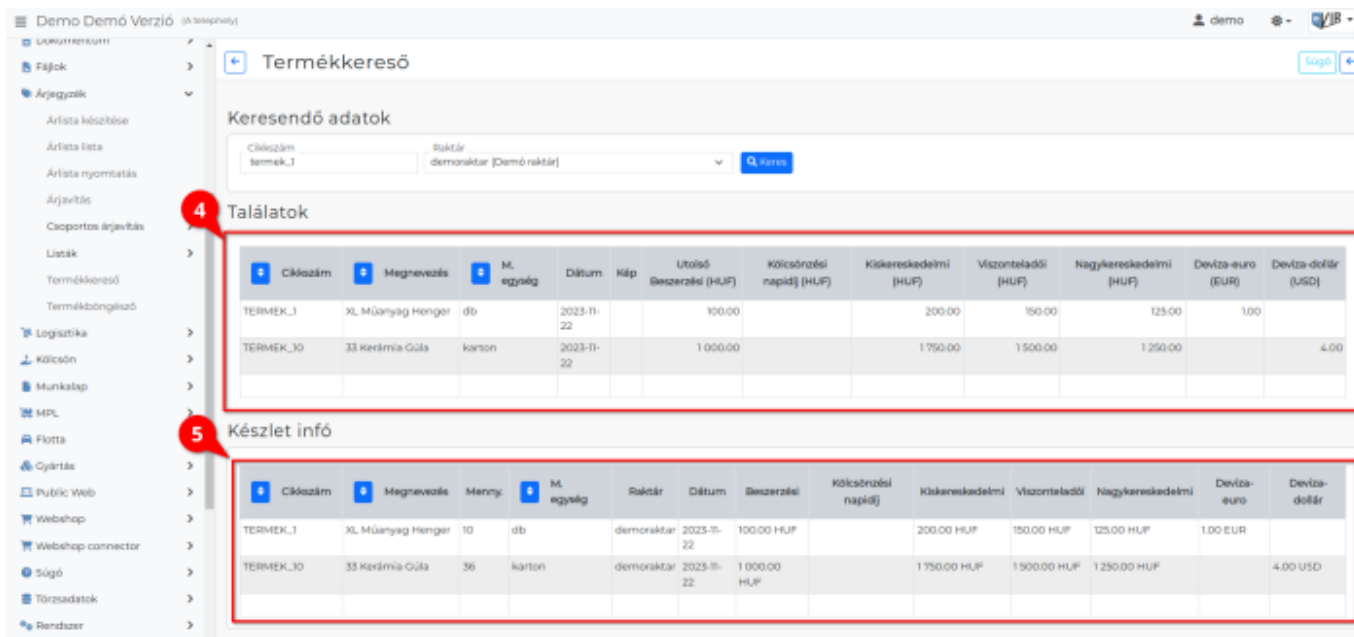 Demo Demó Verzió (A telephely)
demo
Dokumentum
Fájlok
Árjegyzék
Árlista készítése
Árlista lista
Árlista nyomtatás
Árjavítás
Csoportos árjavítás
Listák
Termékkereső
Termékböngésző
Logisztika
Kölcsön
Munkalap
MPL
Flotta
Gyártás
Public Web
Webshop
Webshop connector
Súgó
Törzsadatok
Rendszer
Termékkereső
Súgó
Keresendő adatok
Cikkszám Raktár
termek_1 demoraktar (Demó raktár) Keres
4 Találatok
Cikkszám Megnevezés M. egység Dátum Kép Utolsó Beszerzési (HUF) Kölcsönzési napidíj (HUF) Kiskereskedelmi (HUF) Viszonteladói (HUF) Nagykereskedelmi (HUF) Deviza-euro (EUR) Deviza-dollár (USD)
TERMEK_1 XL Műanyag Henger db 2023-11-22 100.00 200.00 150.00 125.00 1.00
TERMEK_10 33 Kerámia Gúla karton 2023-11-22 1 000.00 1 750.00 1 500.00 1 250.00 4.00
5 Készlet infó
Cikkszám Megnevezés Menny. M. egység Raktár Dátum Beszerzési Kölcsönzési napidíj Kiskereskedelmi Viszonteladói Nagykereskedelmi Deviza-euro Deviza-dollár
TERMEK_1 XL Műanyag Henger 10 db demoraktar 2023-11-22 100.00 HUF 200.00 HUF 150.00 HUF 125.00 HUF 1.00 EUR
TERMEK_10 33 Kerámia Gúla 36 karton demoraktar 2023-11-22 1 000.00 HUF 1 750.00 HUF 1 500.00 HUF 1 250.00 HUF 4.00 USD